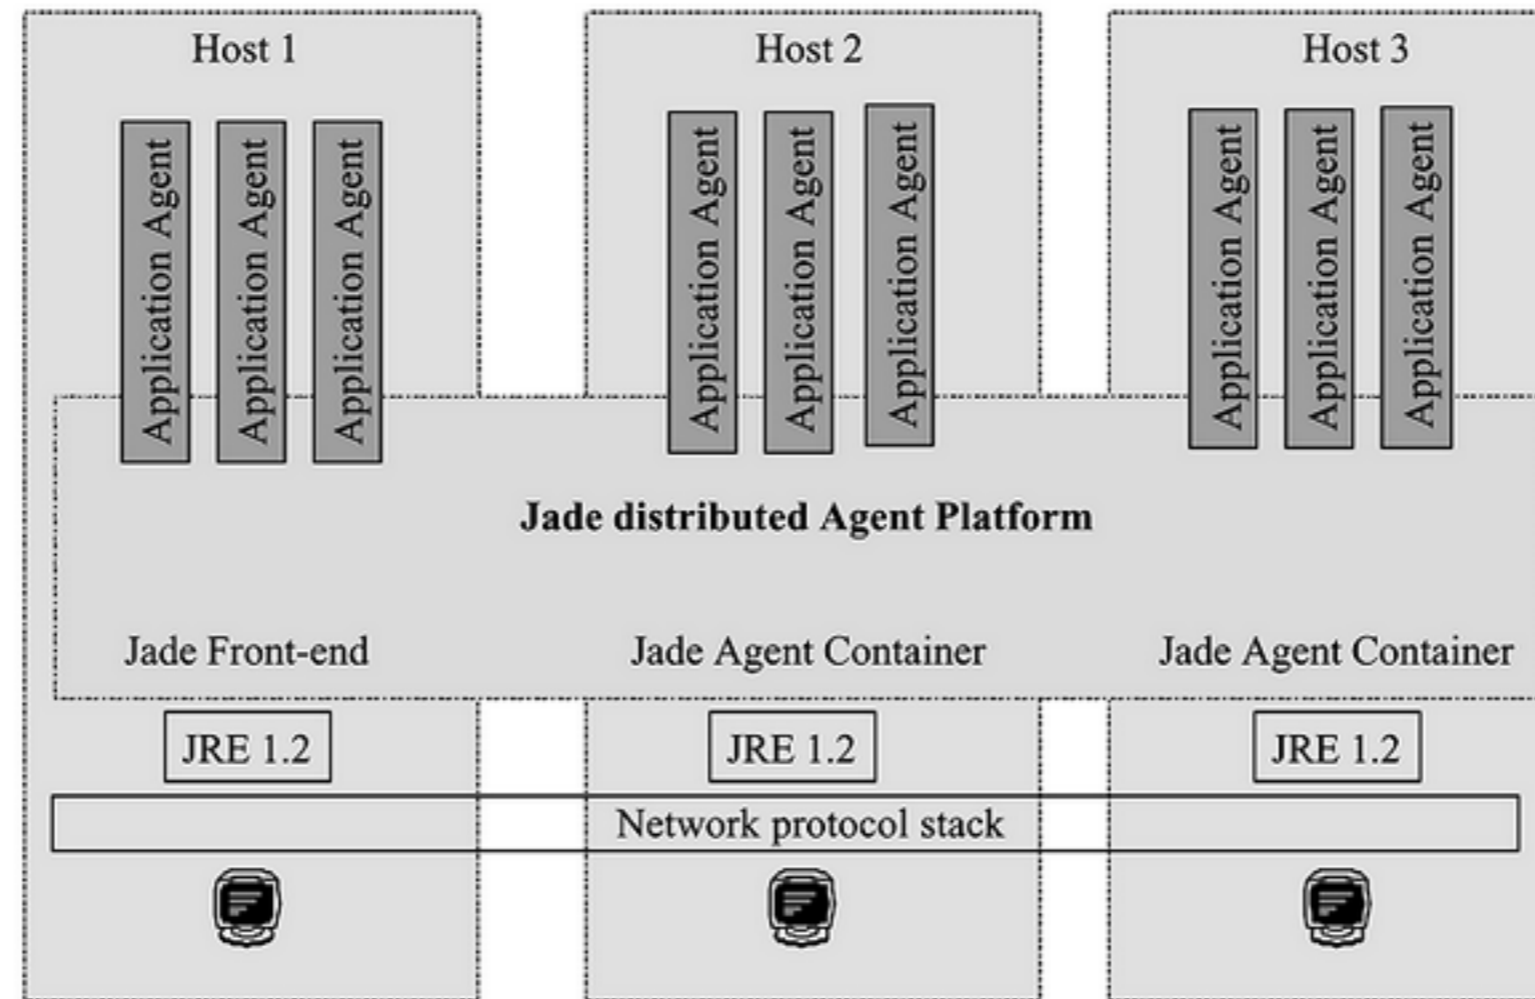 Host 1
Host 2
Host 3
Application Agent
Application Agent
Application Agent
Application Agent
Application Agent
Application Agent
Application Agent
Application Agent
Application Agent
Jade distributed Agent Platform
Jade Front-end
Jade Agent Container
Jade Agent Container
JRE 1.2
JRE 1.2
JRE 1.2
Network protocol stack